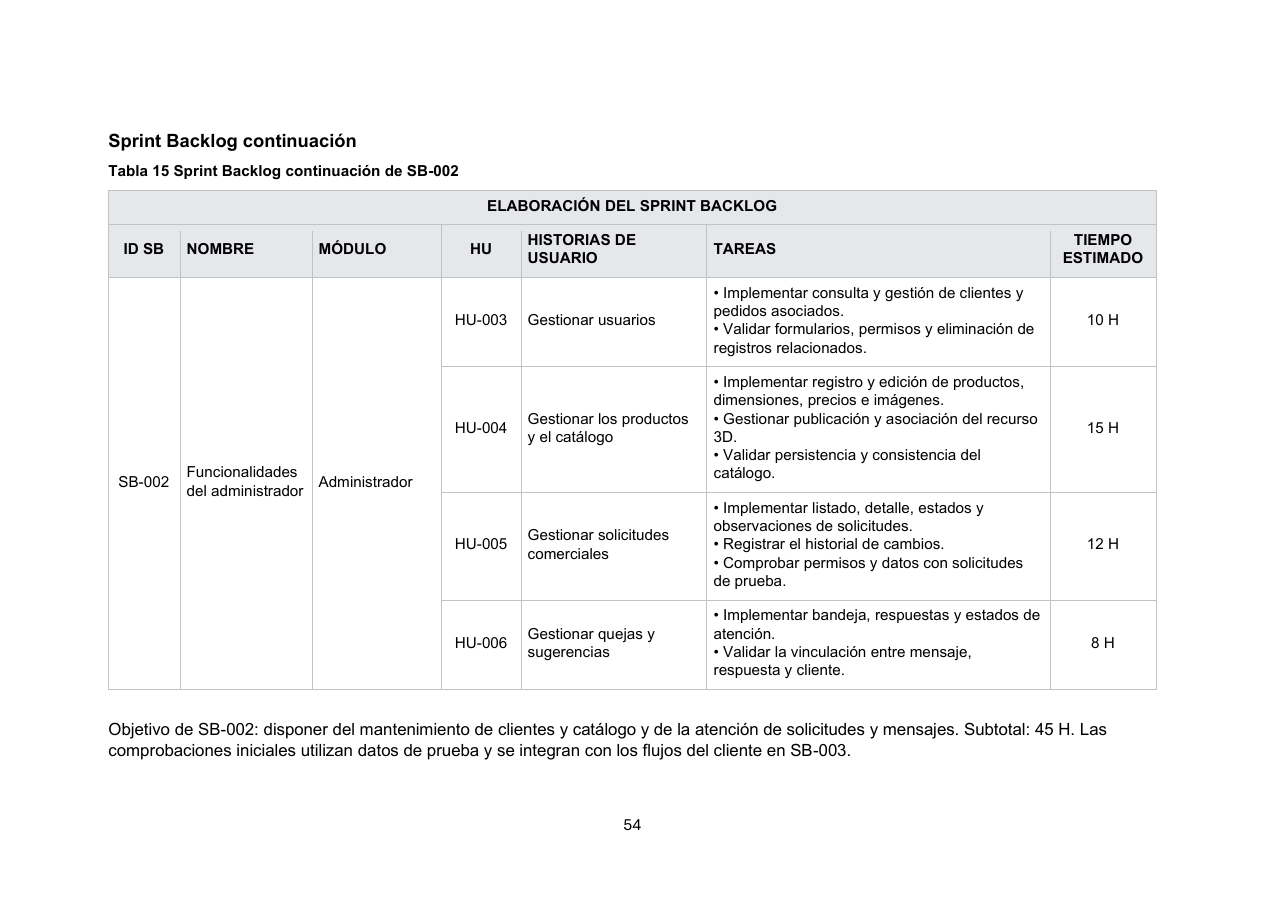 Sprint Backlog continuación
Tabla 15 Sprint Backlog continuación de SB-002
ELABORACIÓN DEL SPRINT BACKLOG
ID SB NOMBRE MÓDULO HU HISTORIAS DE USUARIO TAREAS TIEMPO ESTIMADO
SB-002
Funcionalidades
del administrador
Administrador
HU-003
Gestionar usuarios
• Implementar consulta y gestión de clientes y
pedidos asociados.
• Validar formularios, permisos y eliminación de
registros relacionados.
10 H
HU-004
Gestionar los productos
y el catálogo
• Implementar registro y edición de productos,
dimensiones, precios e imágenes.
• Gestionar publicación y asociación del recurso
3D.
• Validar persistencia y consistencia del
catálogo.
15 H
HU-005
Gestionar solicitudes
comerciales
• Implementar listado, detalle, estados y
observaciones de solicitudes.
• Registrar el historial de cambios.
• Comprobar permisos y datos con solicitudes
de prueba.
12 H
HU-006
Gestionar quejas y
sugerencias
• Implementar bandeja, respuestas y estados de
atención.
• Validar la vinculación entre mensaje,
respuesta y cliente.
8 H
Objetivo de SB-002: disponer del mantenimiento de clientes y catálogo y de la atención de solicitudes y mensajes. Subtotal: 45 H. Las
comprobaciones iniciales utilizan datos de prueba y se integran con los flujos del cliente en SB-003.
54